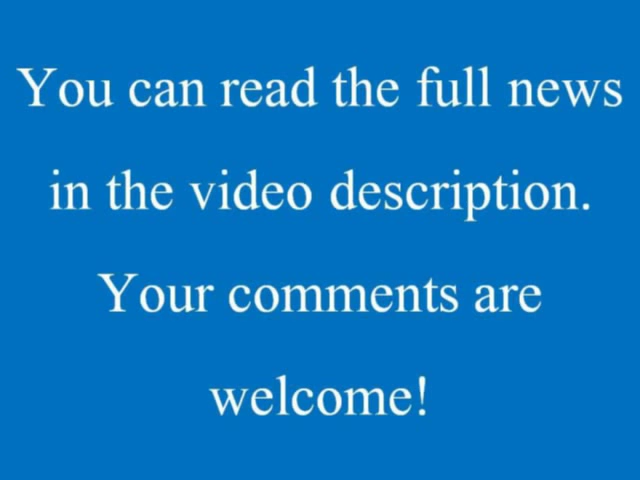 You can read the full news
in the video description.
Your comments are
welcome!